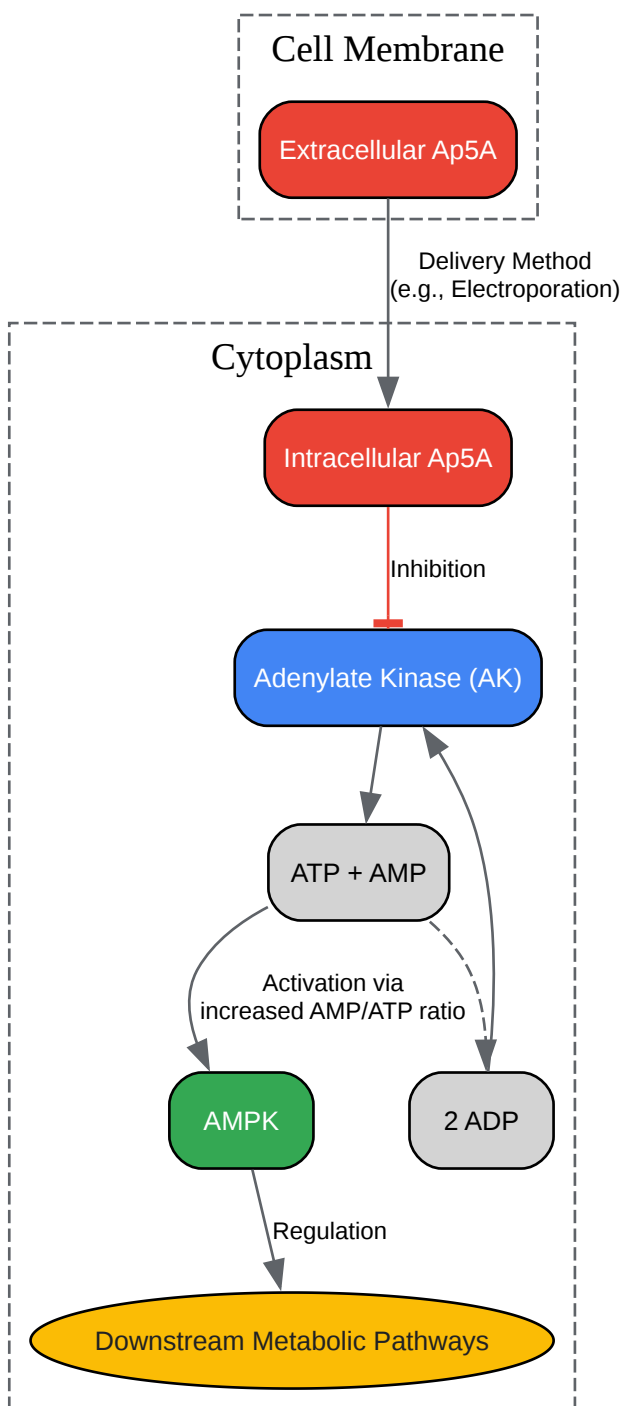 Cell Membrane
Extracellular Ap5A
Delivery Method
(e.g., Electroporation)
Cytoplasm
Intracellular Ap5A
Inhibition
Adenylate Kinase (AK)
ATP + AMP
Activation via
increased AMP/ATP ratio
AMPK
2 ADP
Regulation
Downstream Metabolic Pathways